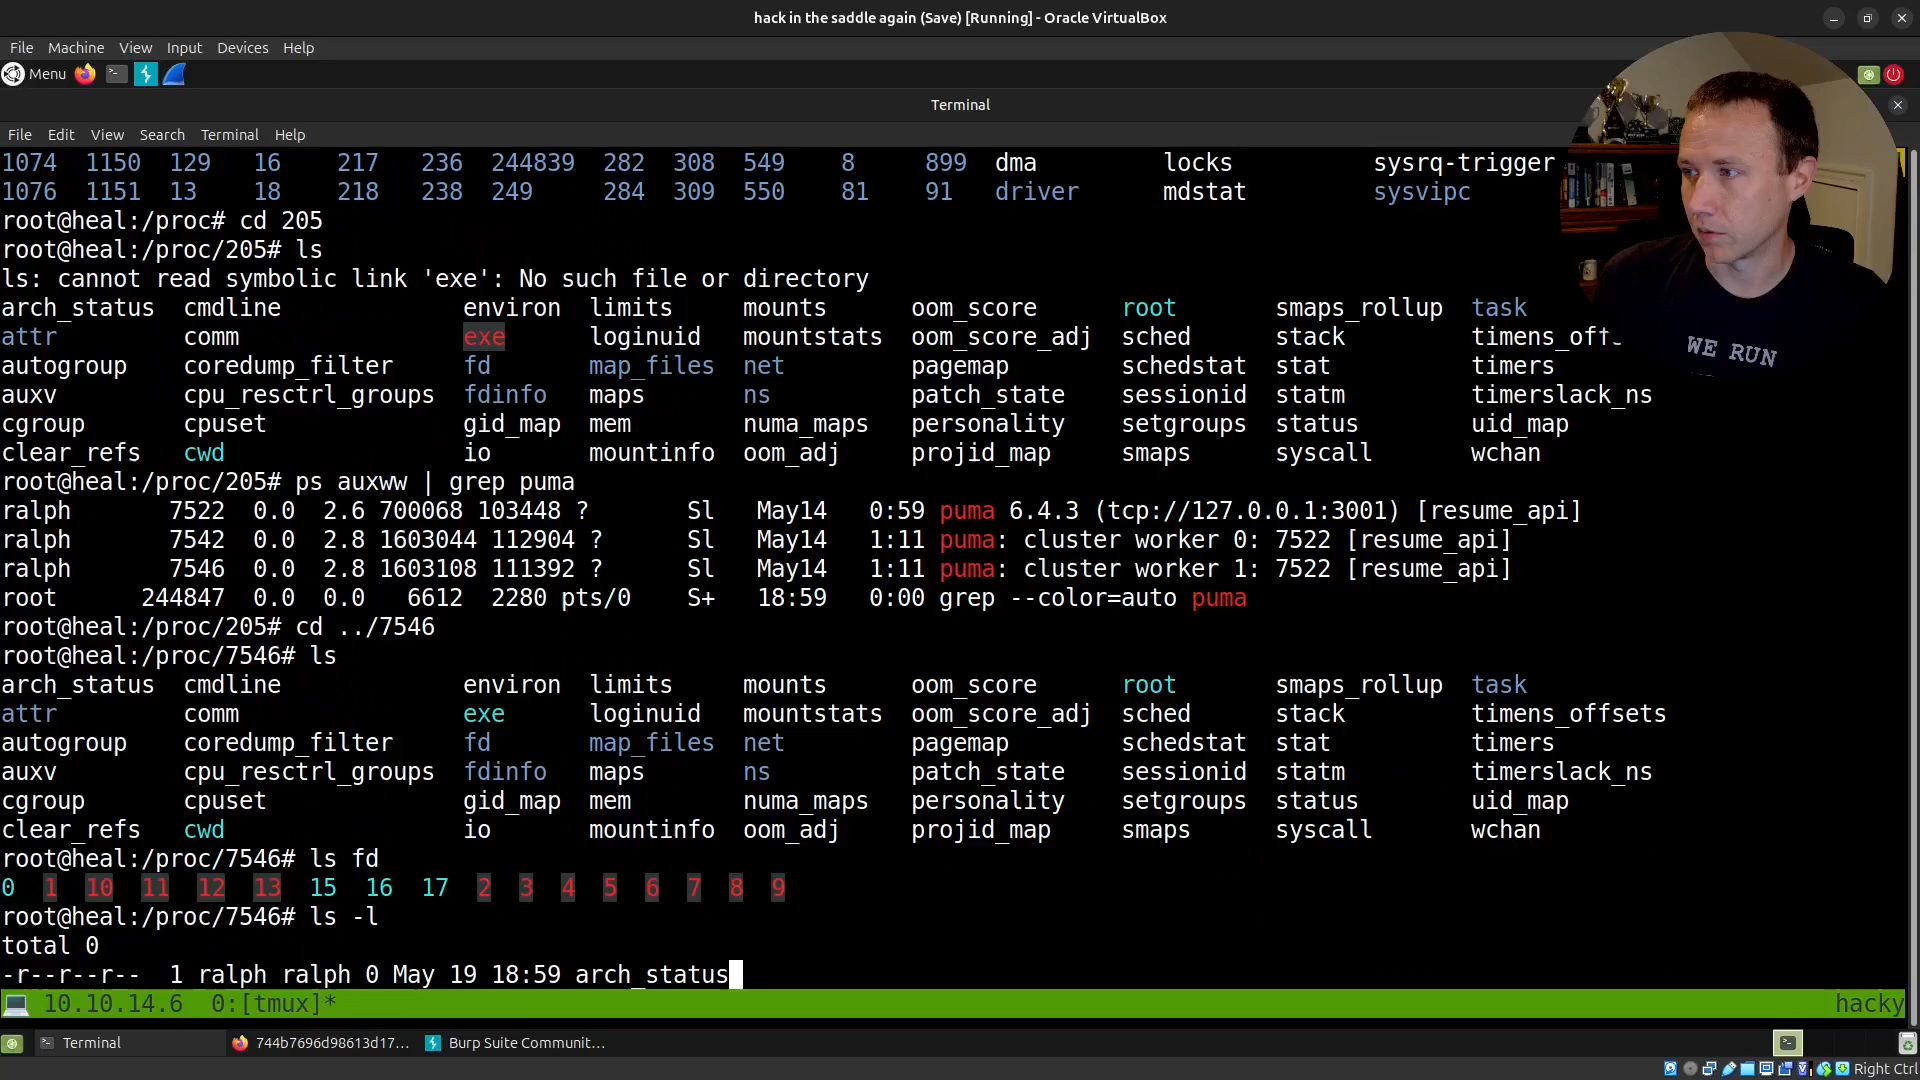 hack in the saddle again (Save) [Running] - Oracle VirtualBox
File Machine View Input Devices Help
Menu
Terminal
File Edit View Search Terminal Help
1074 1150 129 16 217 236 244839 282 308 549 8 899 dma locks sysrq-trigger
1076 1151 13 18 218 238 249 284 309 550 81 91 driver mdstat sysvipc
root@heal:/proc# cd 205
root@heal:/proc/205# ls
ls: cannot read symbolic link 'exe': No such file or directory
arch_status cmdline environ limits mounts oom_score root smaps_rollup task
attr comm exe loginuid mountstats oom_score_adj sched stack timens_off
autogroup coredump_filter fd map_files net pagemap schedstat stat timers
auxv cpu_resctrl_groups fdinfo maps ns patch_state sessionid statm timerslack_ns
cgroup cpuset gid_map mem numa_maps personality setgroups status uid_map
clear_refs cwd io mountinfo oom_adj projid_map smaps syscall wchan
root@heal:/proc/205# ps auxww | grep puma
ralph 7522 0.0 2.6 700068 103448 ? Sl May14 0:59 puma 6.4.3 (tcp://127.0.0.1:3001) [resume_api]
ralph 7542 0.0 2.8 1603044 112904 ? Sl May14 1:11 puma: cluster worker 0: 7522 [resume_api]
ralph 7546 0.0 2.8 1603108 111392 ? Sl May14 1:11 puma: cluster worker 1: 7522 [resume_api]
root 244847 0.0 0.0 6612 2280 pts/0 S+ 18:59 0:00 grep --color=auto puma
root@heal:/proc/205# cd ../7546
root@heal:/proc/7546# ls
arch_status cmdline environ limits mounts oom_score root smaps_rollup task
attr comm exe loginuid mountstats oom_score_adj sched stack timens_offsets
autogroup coredump_filter fd map_files net pagemap schedstat stat timers
auxv cpu_resctrl_groups fdinfo maps ns patch_state sessionid statm timerslack_ns
cgroup cpuset gid_map mem numa_maps personality setgroups status uid_map
clear_refs cwd io mountinfo oom_adj projid_map smaps syscall wchan
root@heal:/proc/7546# ls fd
0 1 10 11 12 13 15 16 17 2 3 4 5 6 7 8 9
root@heal:/proc/7546# ls -l
total 0
-r--r--r-- 1 ralph ralph 0 May 19 18:59 arch_status
10.10.14.6 0:[tmux]* hacky
Terminal 744b7696d98613d17... Burp Suite Communit...
Right Ctrl
WE RUN